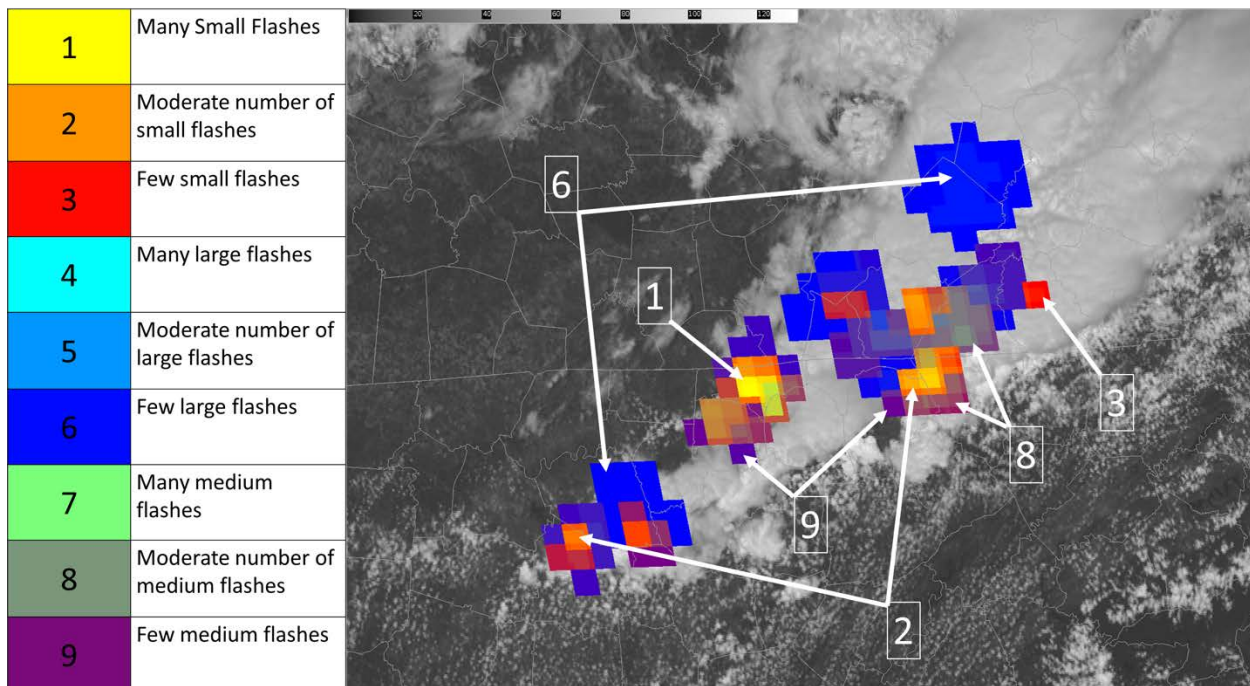 1 Many Small Flashes
2 Moderate number of
small flashes
3 Few small flashes
4 Many large flashes
5 Moderate number of
large flashes
6 Few large flashes
7 Many medium
flashes
8 Moderate number of
medium flashes
9 Few medium flashes
20 40 60 80 100 120
6
1
3
8
9
2